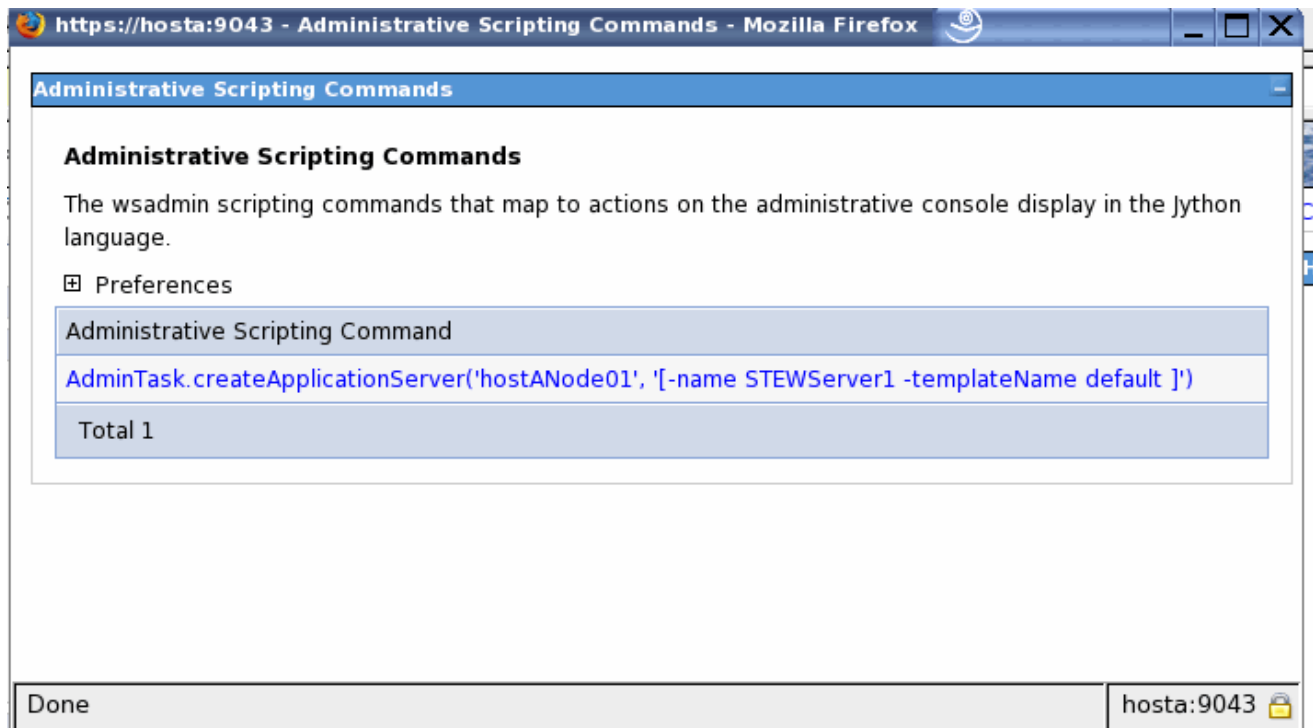 https://hosta:9043 - Administrative Scripting Commands - Mozilla Firefox
Administrative Scripting Commands
Administrative Scripting Commands
The wsadmin scripting commands that map to actions on the administrative console display in the Jython
language.
Preferences
Administrative Scripting Command
AdminTask.createApplicationServer('hostANode01', '[-name STEWServer1 -templateName default ]')
Total 1
Done
hosta:9043